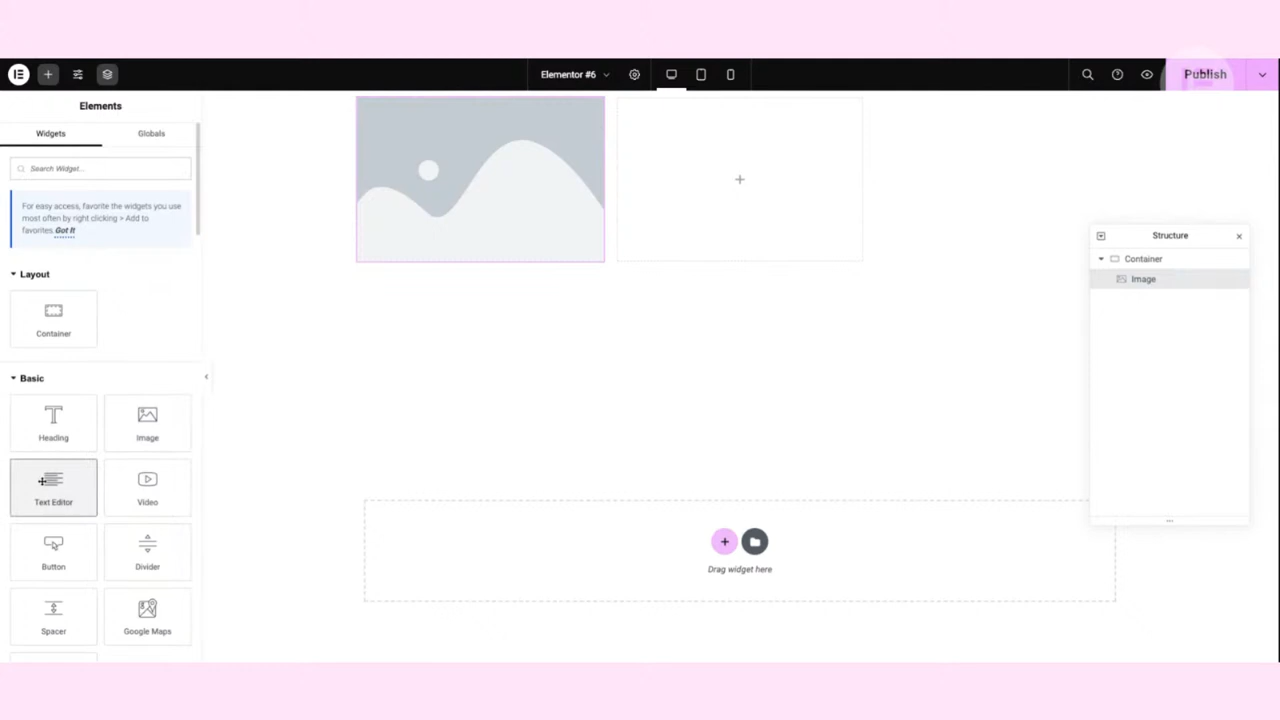 Elementor #6
Publish
Elements
Widgets
Globals
Search Widget...
For easy access, favorite the widgets you
use most often by right clicking > Add to
favorites. Got It
Layout
Container
Basic
Heading
Image
Text Editor
Video
Button
Divider
Spacer
Google Maps
Drag widget here
Structure
Container
Image